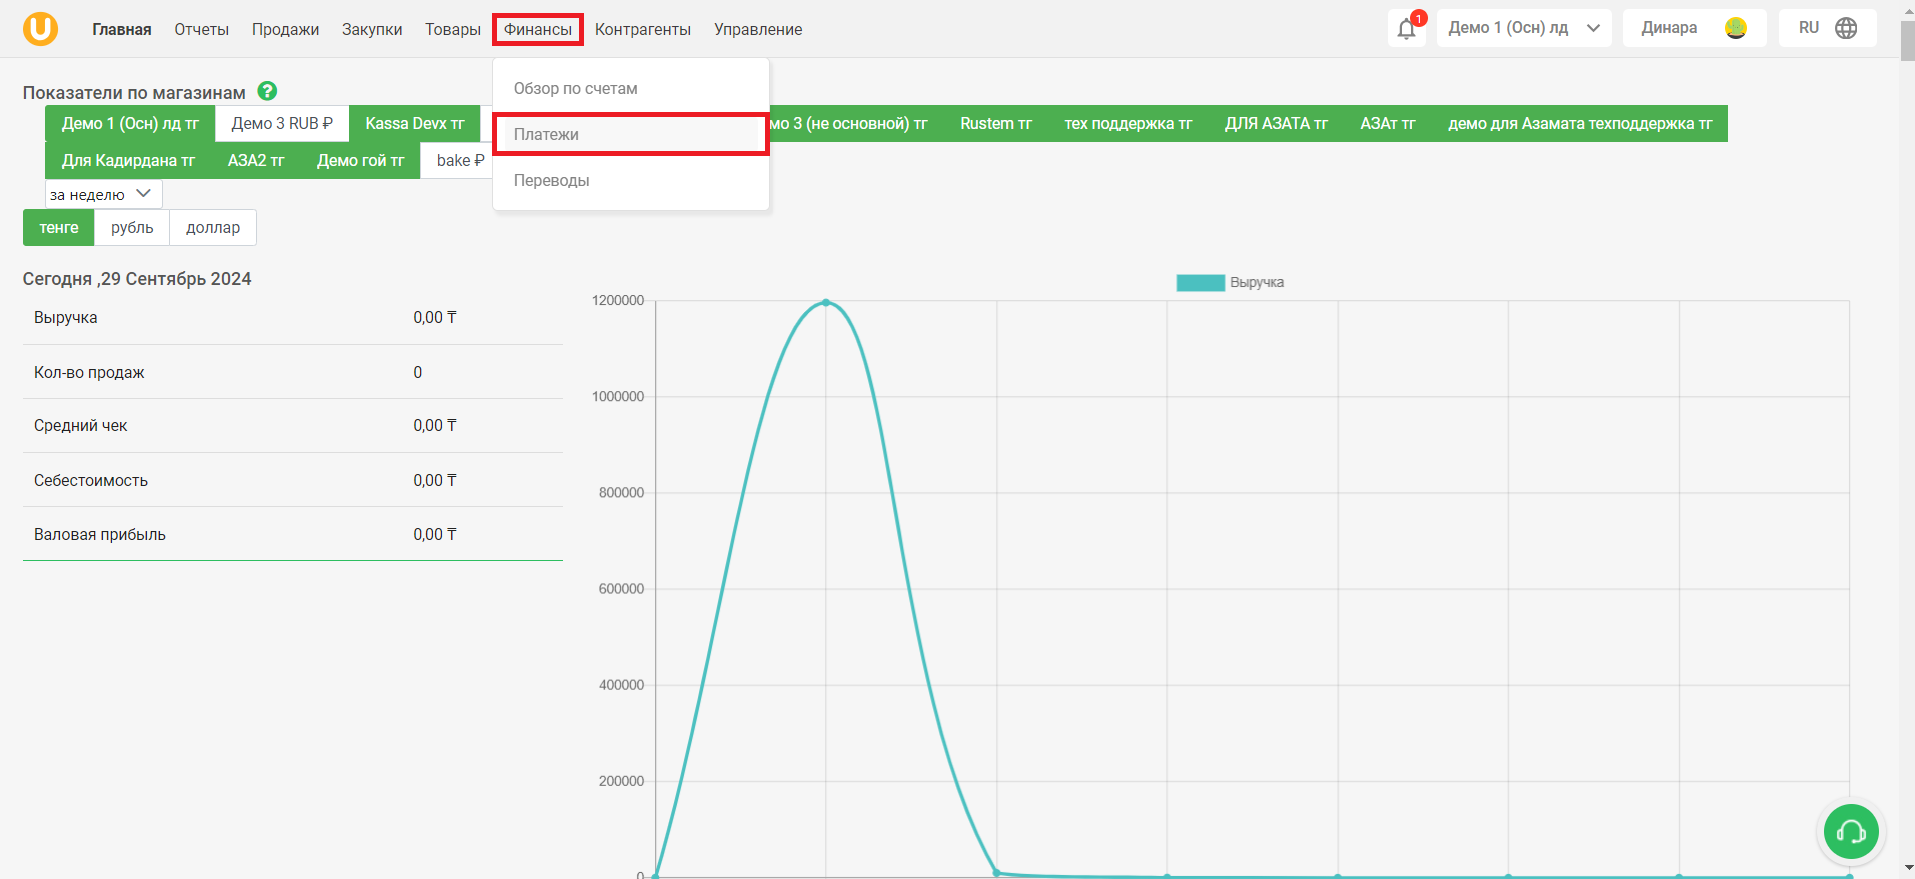 U Главная Отчеты Продажи Закупки Товары Финансы Контрагенты Управление 1 Демо 1 (Осн) лд Динара RU
Обзор по счетам
Платежи
Переводы
Показатели по магазинам ?
Демо 1 (Осн) лд тг Демо 3 RUB ₽ Kassa Devx тг мо 3 (не основной) тг Rustem тг тех поддержка тг ДЛЯ АЗАТА тг АЗАт тг демо для Азамата техподдержка тг
Для Кадирдана тг АЗА2 тг Демо гой тг bake ₽
за неделю
тенге рубль доллар
Сегодня ,29 Сентябрь 2024
Выручка 0,00 ₸
Кол-во продаж 0
Средний чек 0,00 ₸
Себестоимость 0,00 ₸
Валовая прибыль 0,00 ₸
Выручка
1200000
1000000
800000
600000
400000
200000
0